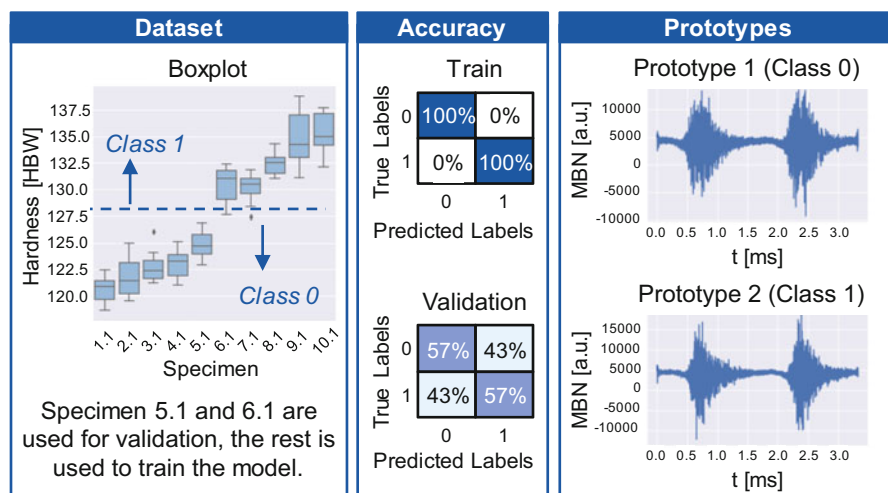 Dataset
Boxplot
Hardness [HBW]
137.5
135.0
132.5
130.0
127.5
125.0
122.5
120.0
Class 1
Class 0
1.1 2.1 3.1 4.1 5.1 6.1 7.1 8.1 9.1 10.1
Specimen
Specimen 5.1 and 6.1 are
used for validation, the rest is
used to train the model.
Accuracy
Train
True Labels
0 100% 0%
1 0% 100%
0 1
Predicted Labels
Validation
True Labels
0 57% 43%
1 43% 57%
0 1
Predicted Labels
Prototypes
Prototype 1 (Class 0)
MBN [a.u.]
10000
5000
0
-5000
-10000
0.0 0.5 1.0 1.5 2.0 2.5 3.0
t [ms]
Prototype 2 (Class 1)
MBN [a.u.]
15000
10000
5000
0
5000
-10000
0.0 0.5 1.0 1.5 2.0 2.5 3.0
t [ms]